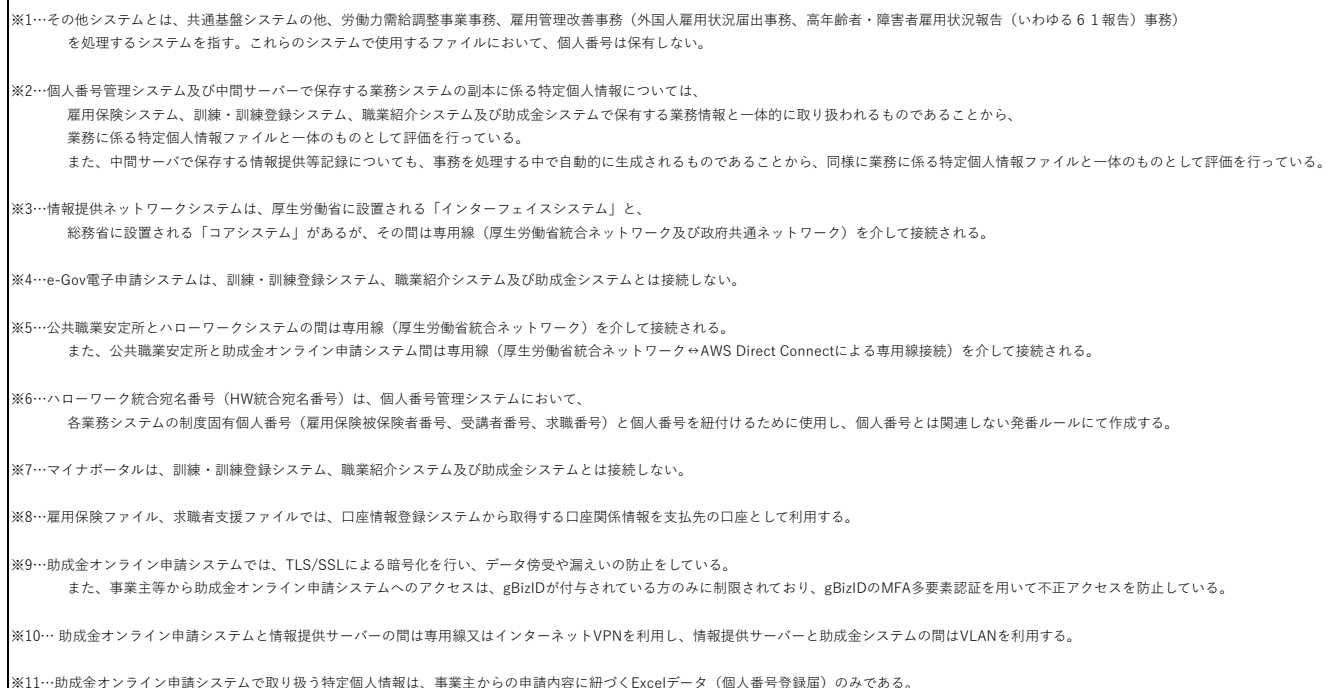 ※1…その他システムとは、共通基盤システムの他、労働力需給調整事業事務、雇用管理改善事務（外国人雇用状況届出事務、高年齢者・障害者雇用状況報告（いわゆる６１報告）事務）
を処理するシステムを指す。これらのシステムで使用するファイルにおいて、個人番号は保有しない。
※2…個人番号管理システム及び中間サーバーで保存する業務システムの副本に係る特定個人情報については、
雇用保険システム、訓練・訓練登録システム、職業紹介システム及び助成金システムで保有する業務情報と一体的に取り扱われるものであることから、
業務に係る特定個人情報ファイルと一体のものとして評価を行っている。
また、中間サーバで保存する情報提供等記録についても、事務を処理する中で自動的に生成されるものであることから、同様に業務に係る特定個人情報ファイルと一体のものとして評価を行っている。
※3…情報提供ネットワークシステムは、厚生労働省に設置される「インターフェイスシステム」と、
総務省に設置される「コアシステム」があるが、その間は専用線（厚生労働省統合ネットワーク及び政府共通ネットワーク）を介して接続される。
※4…e-Gov電子申請システムは、訓練・訓練登録システム、職業紹介システム及び助成金システムとは接続しない。
※5…公共職業安定所とハローワークシステムの間は専用線（厚生労働省統合ネットワーク）を介して接続される。
また、公共職業安定所と助成金オンライン申請システム間は専用線（厚生労働省統合ネットワーク⇔AWS Direct Connectによる専用線接続）を介して接続される。
※6…ハローワーク統合宛名番号（HW統合宛名番号）は、個人番号管理システムにおいて、
各業務システムの制度固有個人番号（雇用保険被保険者番号、受講者番号、求職番号）と個人番号を紐付けるために使用し、個人番号とは関連しない発番ルールにて作成する。
※7…マイナポータルは、訓練・訓練登録システム、職業紹介システム及び助成金システムとは接続しない。
※8…雇用保険ファイル、求職者支援ファイルでは、口座情報登録システムから取得する口座関係情報を支払先の口座として利用する。
※9…助成金オンライン申請システムでは、TLS/SSLによる暗号化を行い、データ傍受や漏えいの防止をしている。
また、事業主等から助成金オンライン申請システムへのアクセスは、gBizIDが付与されている方のみに制限されており、gBizIDのMFA多要素認証を用いて不正アクセスを防止している。
※10… 助成金オンライン申請システムと情報提供サーバーの間は専用線又はインターネットVPNを利用し、情報提供サーバーと助成金システムの間はVLANを利用する。
※11…助成金オンライン申請システムで取り扱う特定個人情報は、事業主からの申請内容に紐づくExcelデータ（個人番号登録届）のみである。